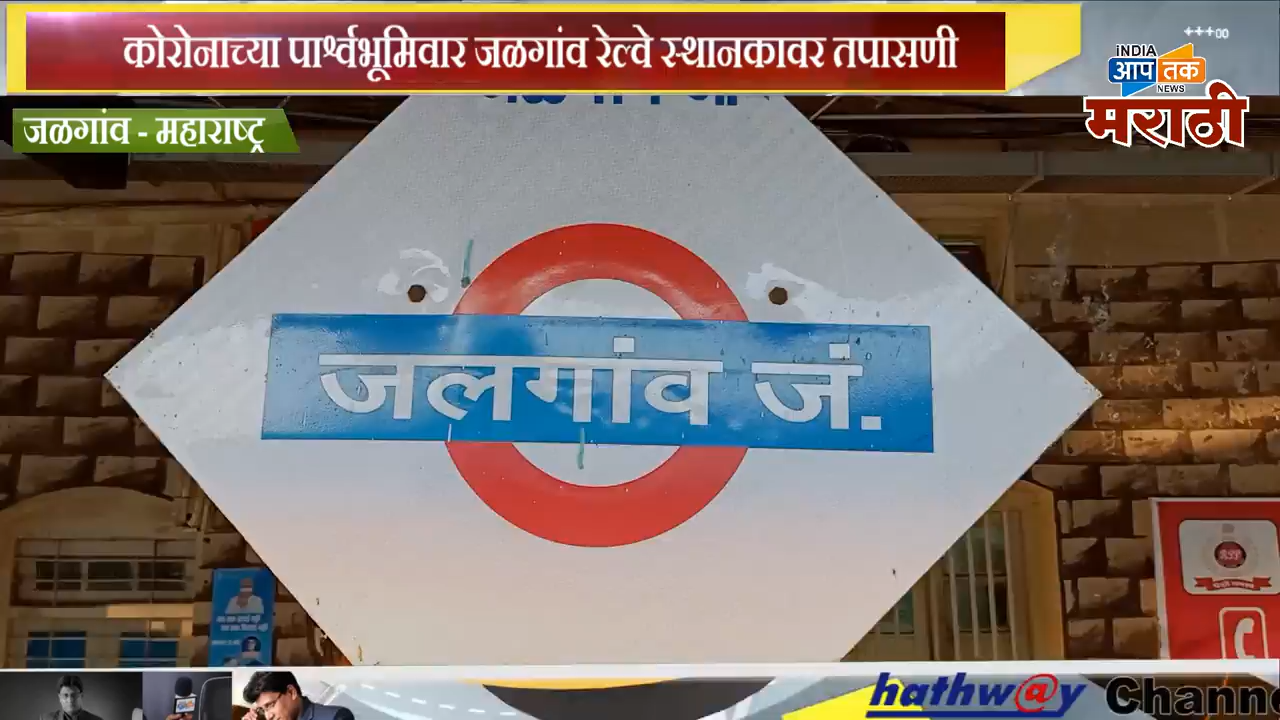 कोरोनाच्या पार्श्वभूमिवार जळगांव रेल्वे स्थानकावर तपासणी
INDIA
आप तक
NEWS
मराठी
जळगांव - महाराष्ट्र
जलगांव जं.
hathw@y Channe